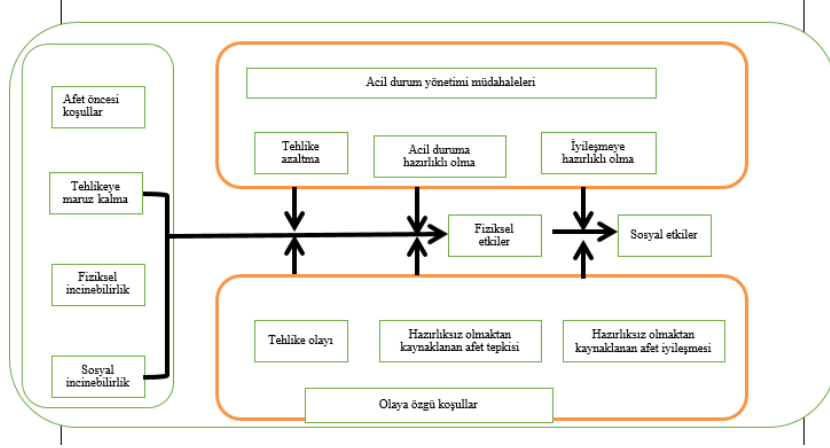 Acil durum yönetimi müdahaleleri
Afet öncesi
koşullar
Tehlike
azaltma
Acil duruma
hazırlıklı olma
İyileşmeye
hazırlıklı olma
Tehlikeye
maruz kalma
Fiziksel
etkiler
Sosyal etkiler
Fiziksel
incinebilirlik
Tehlike olayı
Hazırlıksız olmaktan
kaynaklanan afet tepkisi
Hazırlıksız olmaktan
kaynaklanan afet iyileşmesi
Sosyal
incinebilirlik
Olaya özgü koşullar